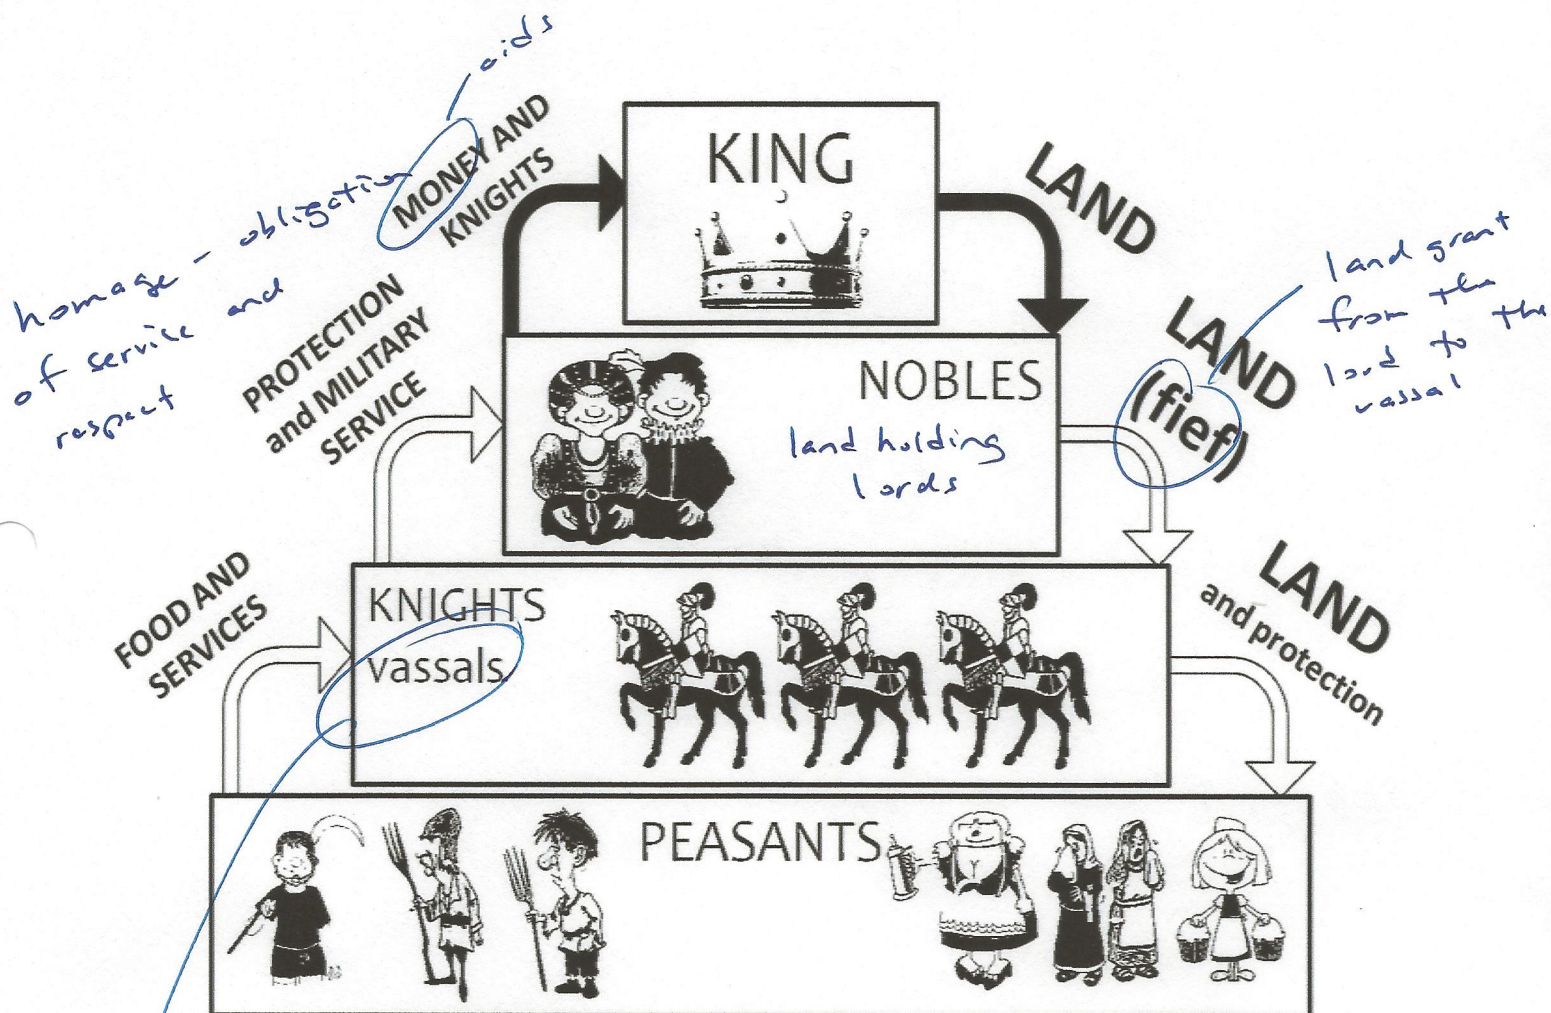 aids
MONEY AND
KNIGHTS
KING
LAND
homage - obligation
of service and
respect
PROTECTION
and MILITARY
SERVICE
NOBLES
land holding
lords
LAND
(fief)
land grant
from the
lord to the
vassal
FOOD AND
SERVICES
KNIGHTS
vassals
LAND
and protection
PEASANTS